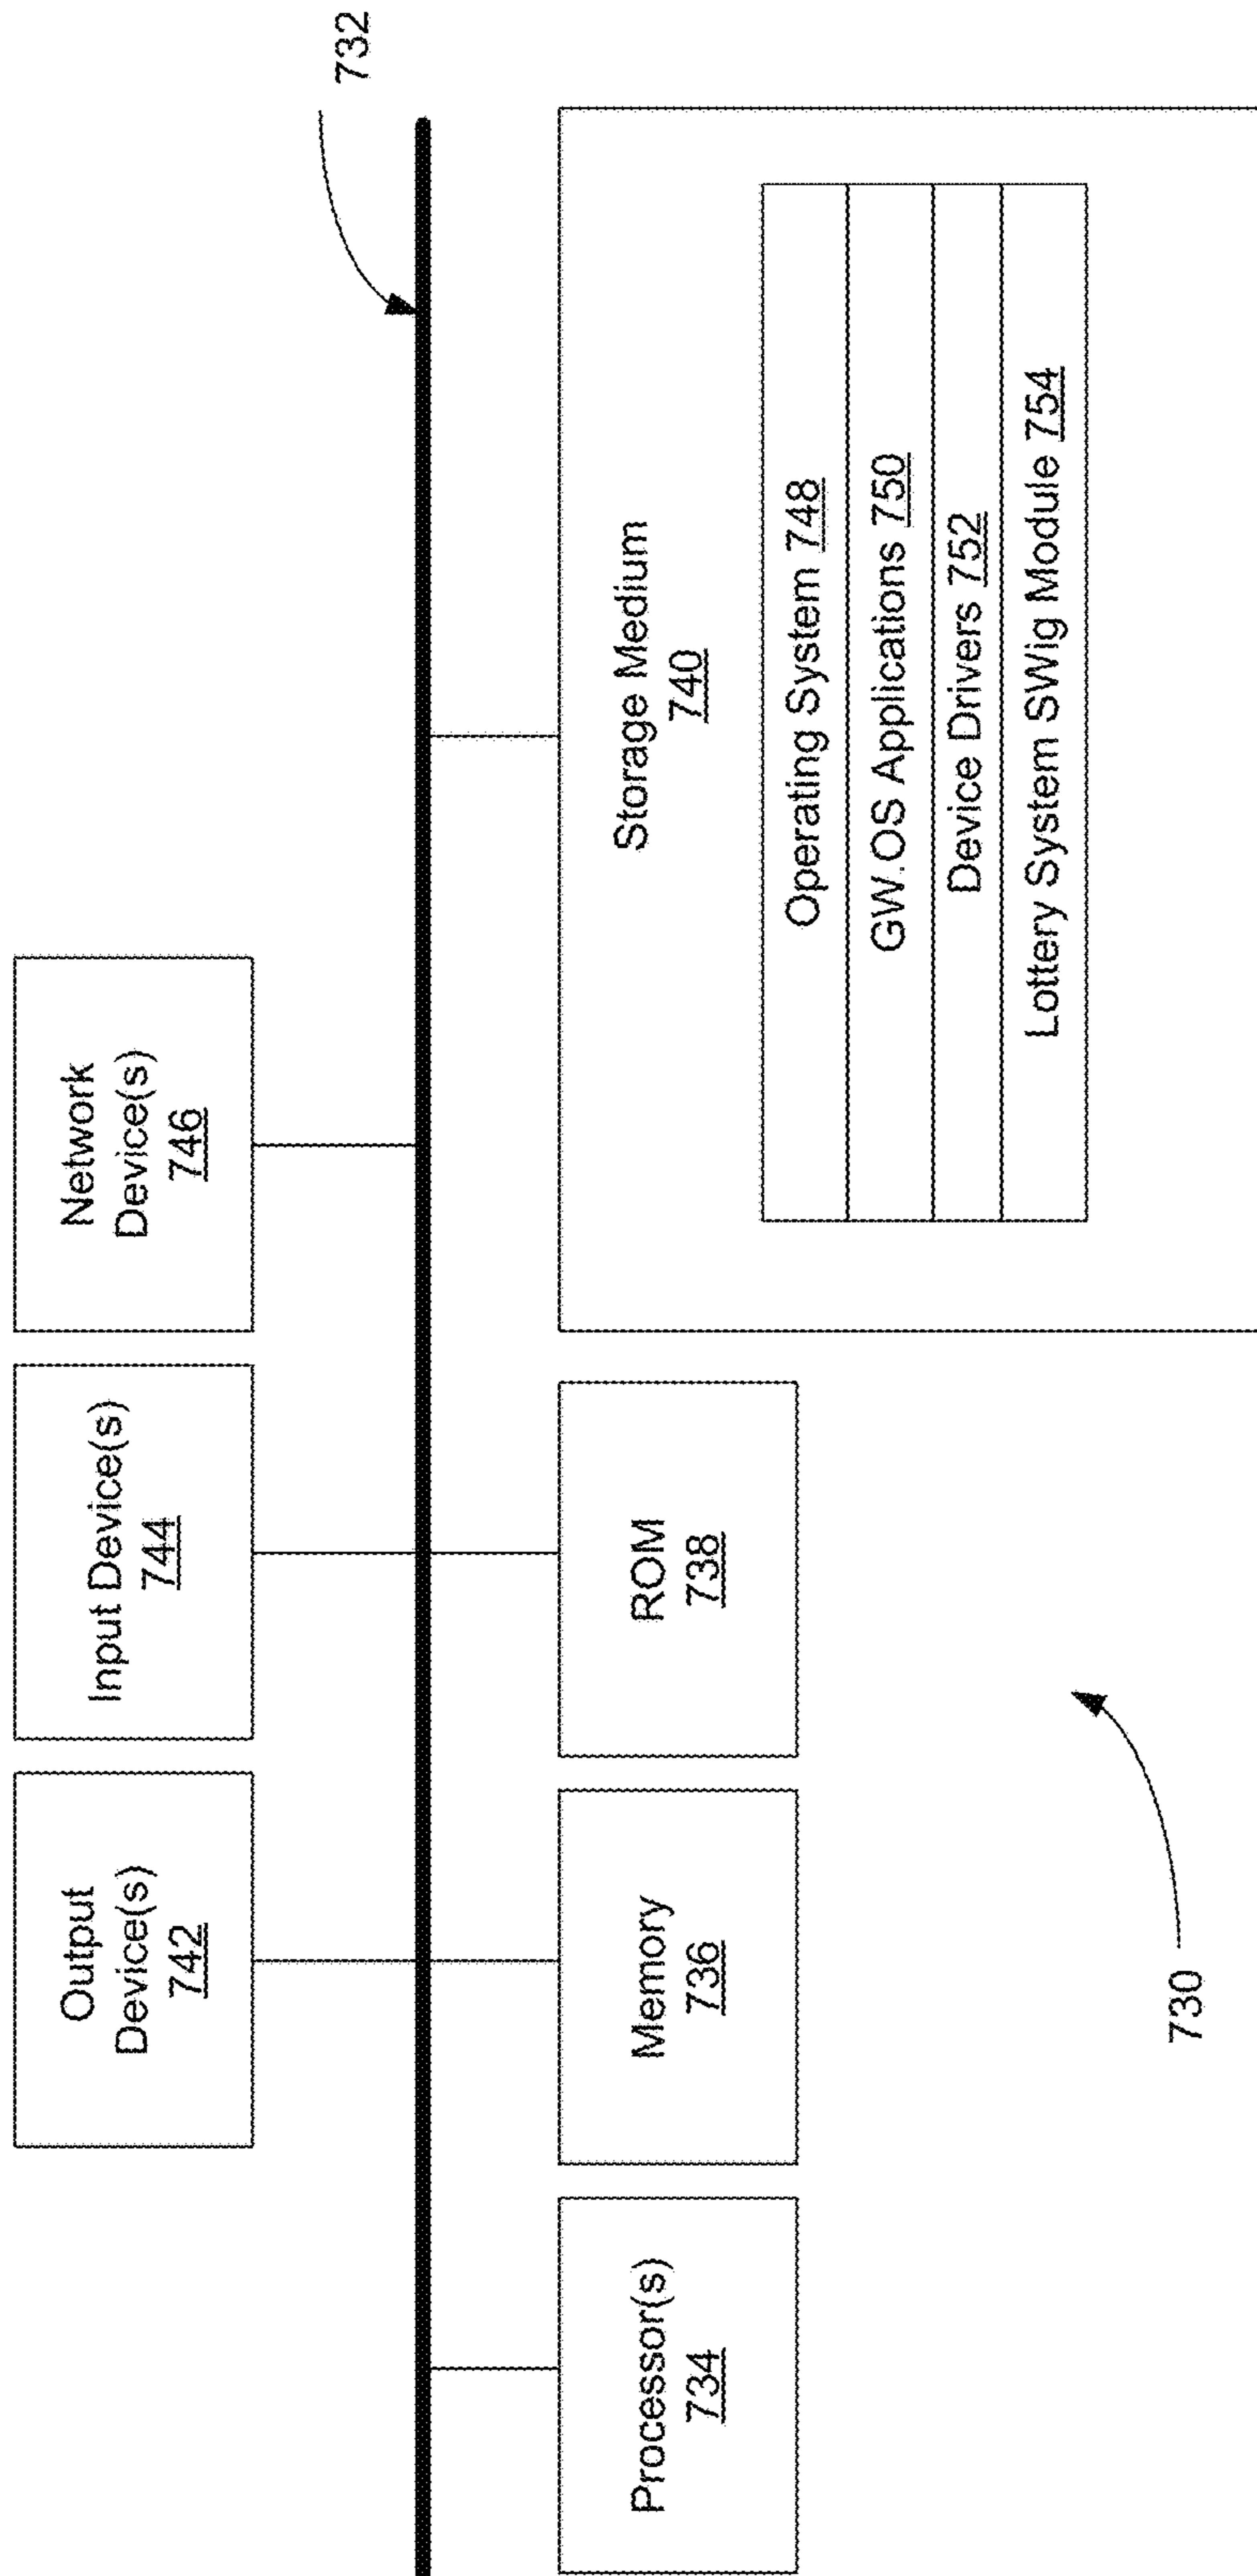 732
Output
Device(s)
742
Input Device(s)
744
Network
Device(s)
746
Processor(s)
734
Memory
736
ROM
738
Storage Medium
740
Operating System 748
GW.OS Applications 750
Device Drivers 752
Lottery System SWig Module 754
730